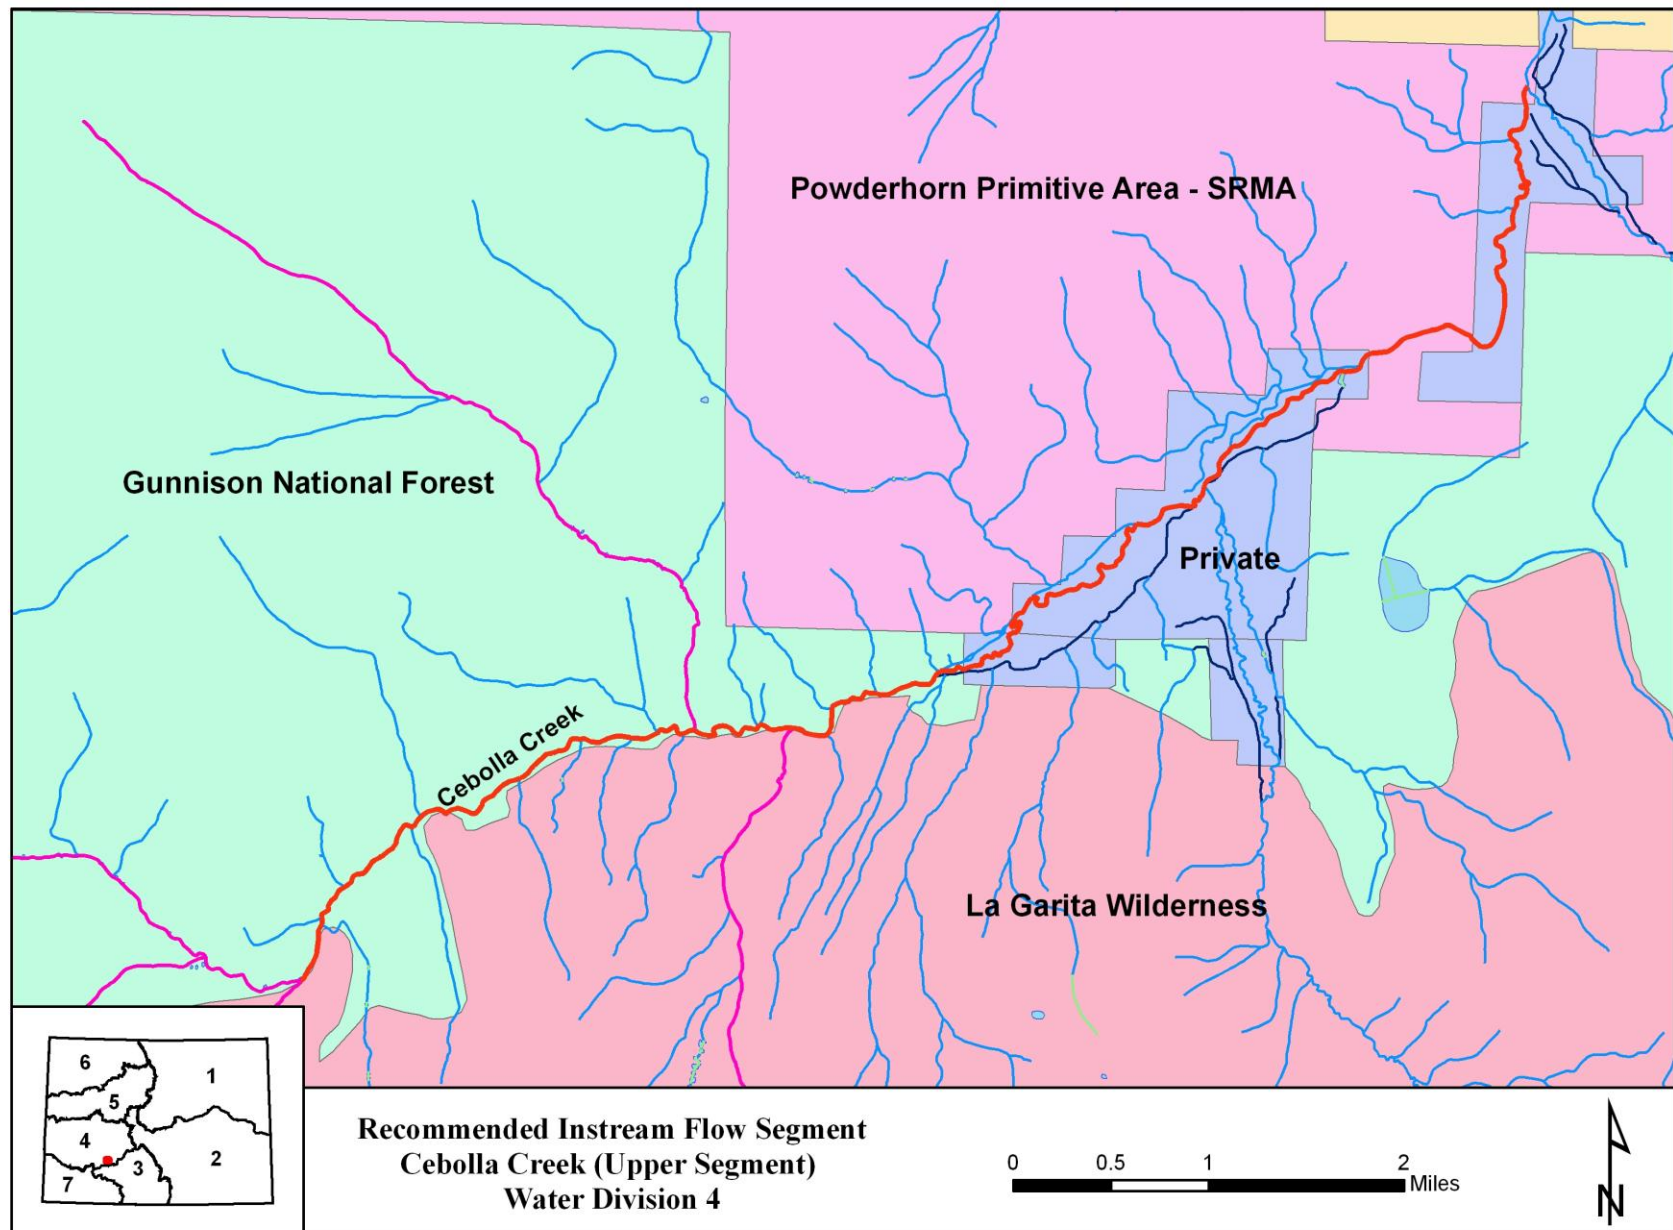 Powderhorn Primitive Area - SRMA
Gunnison National Forest
Private
Cebolla Creek
La Garita Wilderness
6
1
5
4
3
2
7
Recommended Instream Flow Segment
Cebolla Creek (Upper Segment)
Water Division 4
0 0.5 1 2
Miles
N